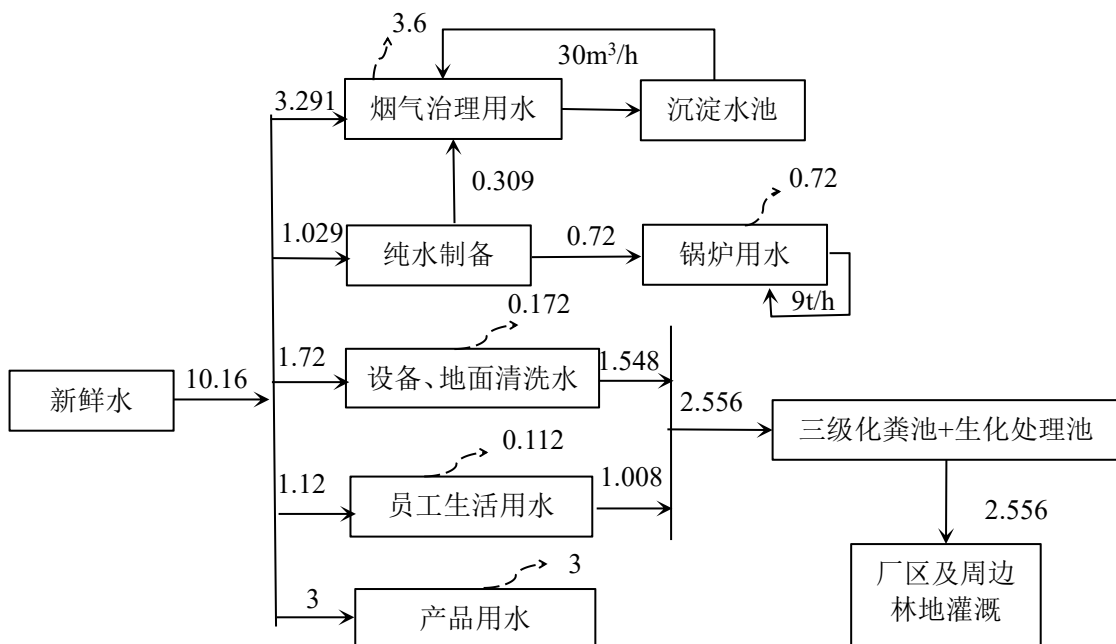 3.6
30m³/h
3.291
烟气治理用水
沉淀水池
0.309
0.72
1.029
纯水制备
0.72
锅炉用水
9t/h
0.172
1.72
设备、地面清洗水
1.548
新鲜水
10.16
2.556
三级化粪池+生化处理池
0.112
1.12
员工生活用水
1.008
2.556
3
3
产品用水
厂区及周边
林地灌溉